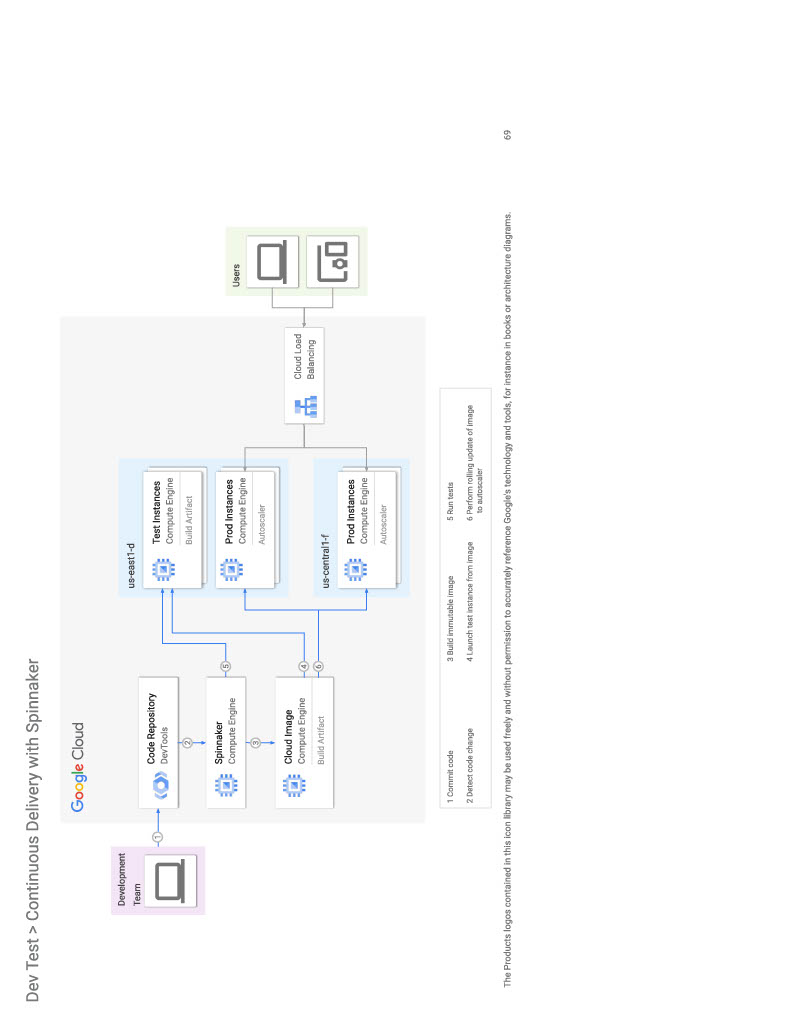 Dev Test > Continuous Delivery with Spinnaker
Google Cloud
Development
Team
1
Code Repository
DevTools
2
Spinnaker
Compute Engine
5
3
Cloud Image
Compute Engine
Build Artifact
4
6
us-east1-d
Test Instances
Compute Engine
Build Artifact
Prod Instances
Compute Engine
Autoscaler
us-central1-f
Prod Instances
Compute Engine
Autoscaler
Cloud Load
Balancing
Users
1 Commit code
3 Build immutable image
5 Run tests
2 Detect code change
4 Launch test instance from image
6 Perform rolling update of image
to autoscaler
The Products logos contained in this icon library may be used freely and without permission to accurately reference Google's technology and tools, for instance in books or architecture diagrams.
69